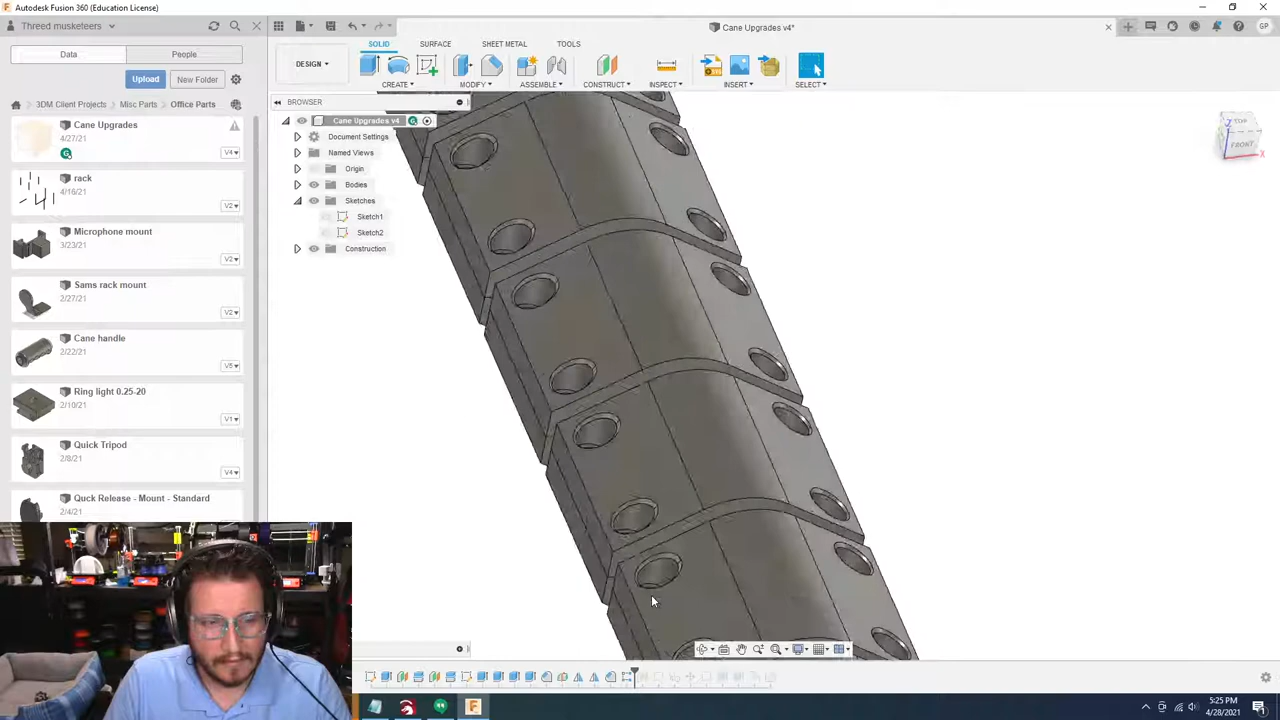 Autodesk Fusion 360 (Education License)
Three musketeers
Cane Upgrades v4*
GP
Data
People
SOLID
SURFACE
SHEET METAL
TOOLS
Upload
New Folder
DESIGN
CREATE
MODIFY
ASSEMBLE
CONSTRUCT
INSPECT
INSERT
SELECT
3DM Client Projects
Misc Parts
Office Parts
BROWSER
Cane Upgrades
4/27/21
V4
Cane Upgrades v4
Document Settings
Named Views
Origin
Bodies
Sketches
Sketch1
Sketch2
Construction
rack
4/16/21
V2
Microphone mount
3/23/21
V2
Sams rack mount
2/27/21
V2
Cane handle
2/22/21
V5
Ring light 0.25-20
2/10/21
V1
Quick Tripod
2/8/21
V4
Quck Release - Mount - Standard
2/4/21
TOP
FRONT
Z
X
5:25 PM
4/28/2021